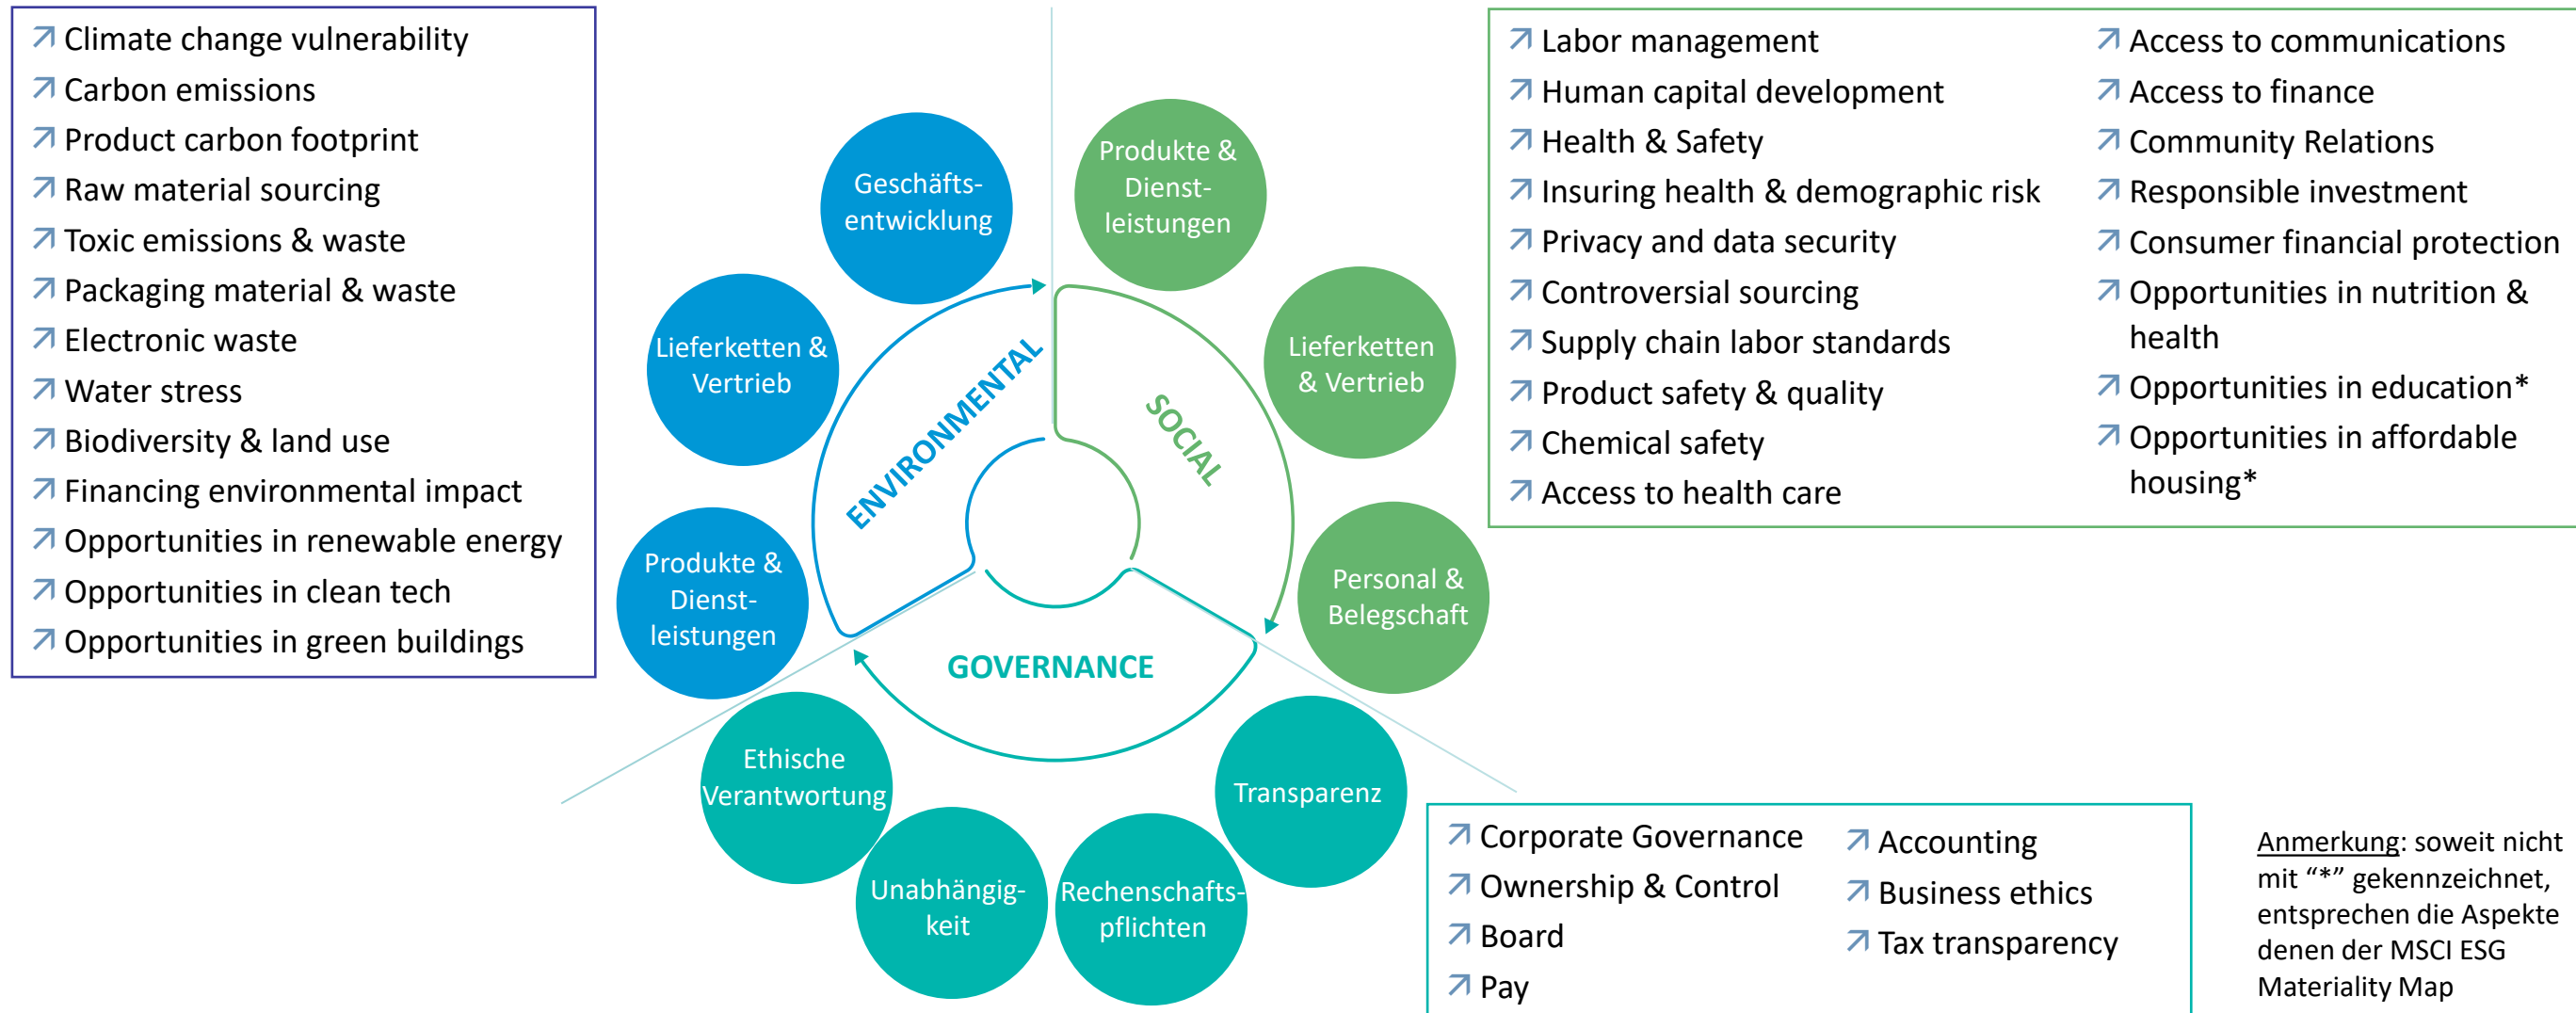 Climate change vulnerability
Carbon emissions
Product carbon footprint
Raw material sourcing
Toxic emissions & waste
Packaging material & waste
Electronic waste
Water stress
Biodiversity & land use
Financing environmental impact
Opportunities in renewable energy
Opportunities in clean tech
Opportunities in green buildings
Geschäfts-
entwicklung
Lieferketten &
Vertrieb
Produkte &
Dienst-
leistungen
ENVIRONMENTAL
Produkte &
Dienst-
leistungen
Lieferketten
& Vertrieb
Personal &
Belegschaft
SOCIAL
GOVERNANCE
Ethische
Verantwortung
Unabhängig-
keit
Rechenschafts-
pflichten
Transparenz
Labor management
Human capital development
Health & Safety
Insuring health & demographic risk
Privacy and data security
Controversial sourcing
Supply chain labor standards
Product safety & quality
Chemical safety
Access to health care
Access to communications
Access to finance
Community Relations
Responsible investment
Consumer financial protection
Opportunities in nutrition &
health
Opportunities in education*
Opportunities in affordable
housing*
Corporate Governance
Ownership & Control
Board
Pay
Accounting
Business ethics
Tax transparency
Anmerkung: soweit nicht
mit “*” gekennzeichnet,
entsprechen die Aspekte
denen der MSCI ESG
Materiality Map